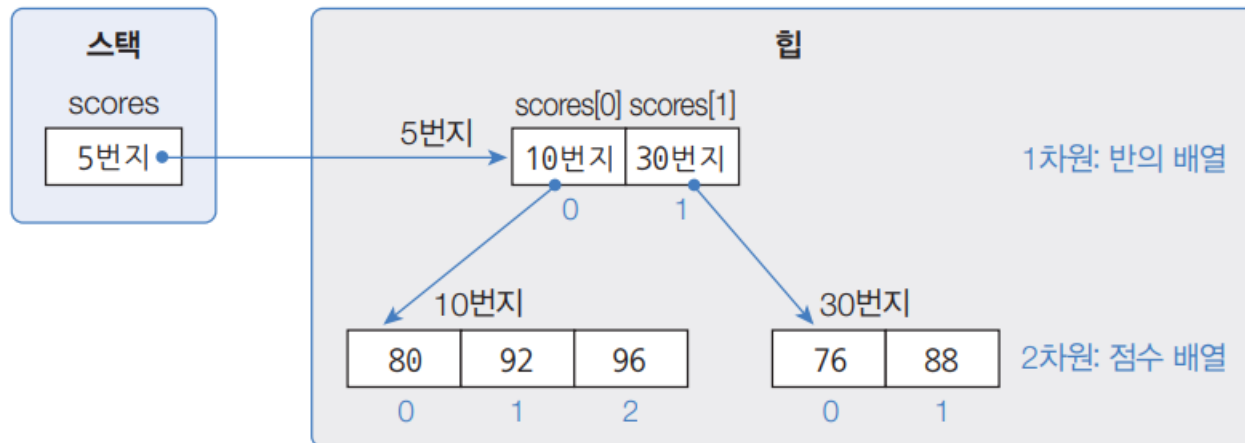 스택
힙
scores
scores[0] scores[1]
5번지
5번지
10번지 30번지
1차원: 반의 배열
0 1
10번지
30번지
80 92 96
76 88
2차원: 점수 배열
0 1 2
0 1